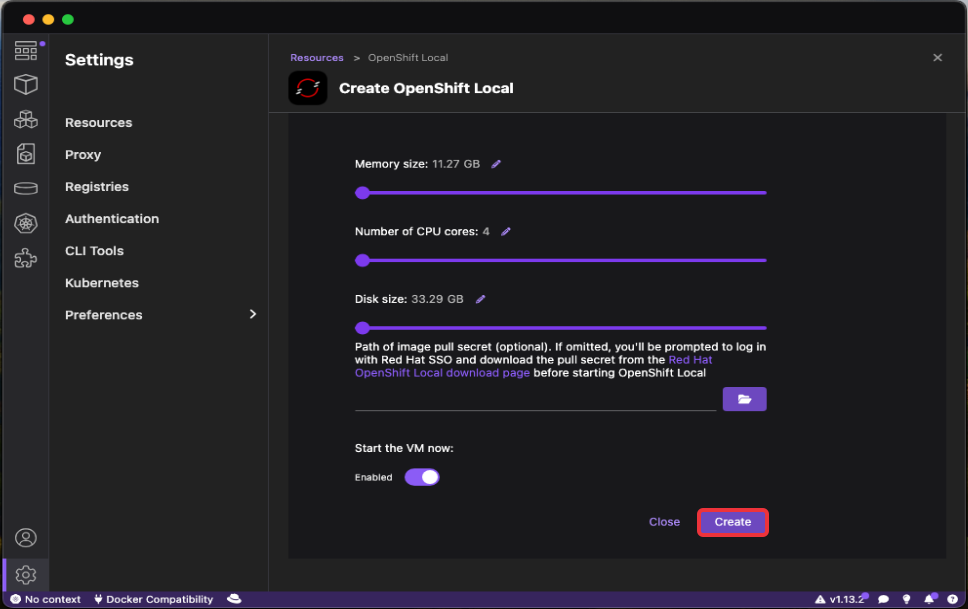 Settings
Resources
Proxy
Registries
Authentication
CLI Tools
Kubernetes
Preferences
Resources > OpenShift Local
Create OpenShift Local
Memory size: 11.27 GB
Number of CPU cores: 4
Disk size: 33.29 GB
Path of image pull secret (optional). If omitted, you'll be prompted to log in
with Red Hat SSO and download the pull secret from the Red Hat
OpenShift Local download page before starting OpenShift Local
Start the VM now:
Enabled
Close Create
No context Docker Compatibility v1.13.2